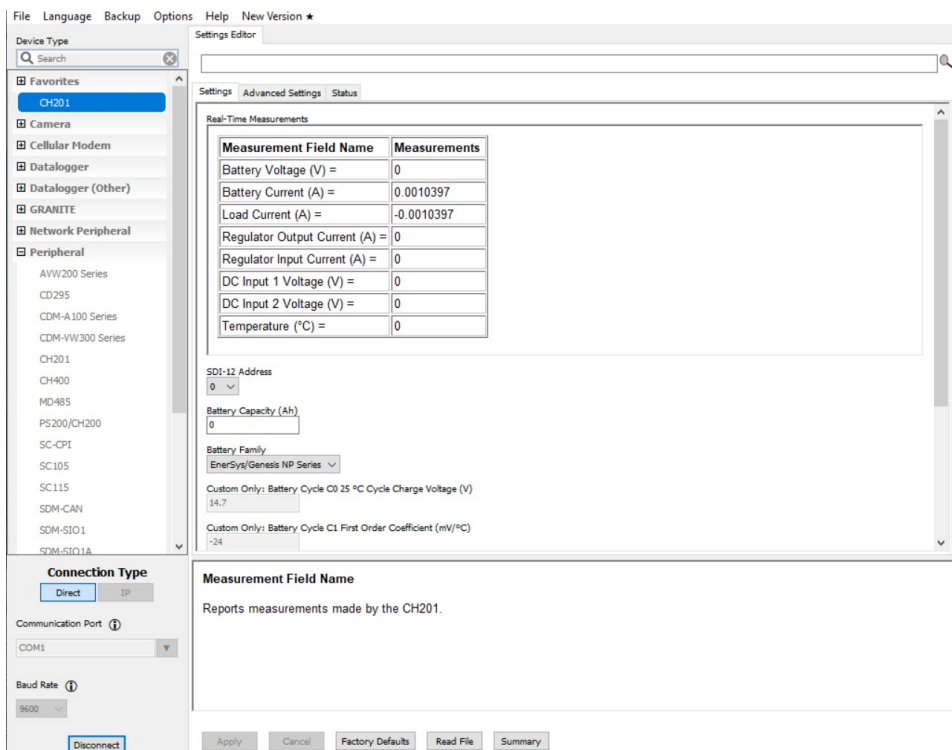 File Language Backup Options Help New Version ★
Device Type
Search
Favorites
CH201
Camera
Cellular Modem
Datalogger
Datalogger (Other)
GRANITE
Network Peripheral
Peripheral
AVW200 Series
CD295
CDM-A100 Series
CDM-VW300 Series
CH201
CH400
MD485
PS200/CH200
SC-CPI
SC105
SC115
SDM-CAN
SDM-SIO1
SDM-SIO1A
Connection Type
Direct IP
Communication Port
COM1
Baud Rate
9600
Disconnect
Settings Editor
Settings Advanced Settings Status
Real-Time Measurements
Measurement Field Name Measurements
Battery Voltage (V) = 0
Battery Current (A) = 0.0010397
Load Current (A) = -0.0010397
Regulator Output Current (A) = 0
Regulator Input Current (A) = 0
DC Input 1 Voltage (V) = 0
DC Input 2 Voltage (V) = 0
Temperature (°C) = 0
SDI-12 Address
0
Battery Capacity (Ah)
0
Battery Family
EnerSys/Genesis NP Series
Custom Only: Battery Cycle C0 25 ºC Cycle Charge Voltage (V)
14.7
Custom Only: Battery Cycle C1 First Order Coefficient (mV/ºC)
-24
Measurement Field Name
Reports measurements made by the CH201.
Apply Cancel Factory Defaults Read File Summary